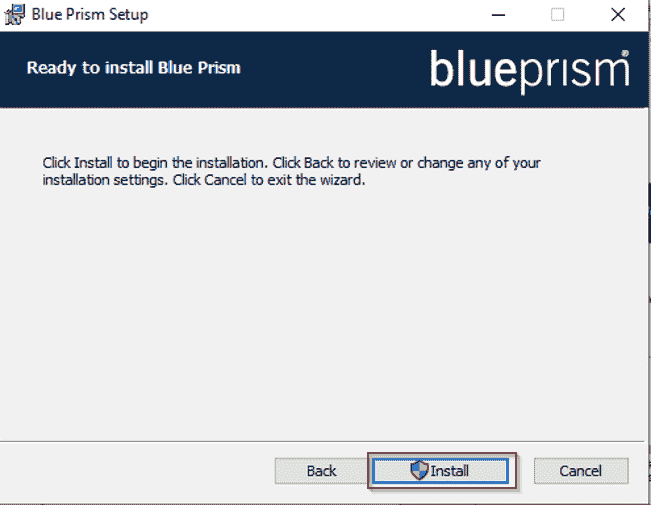 Blue Prism Setup
Ready to install Blue Prism
blueprism®
Click Install to begin the installation. Click Back to review or change any of your
installation settings. Click Cancel to exit the wizard.
Back Install Cancel